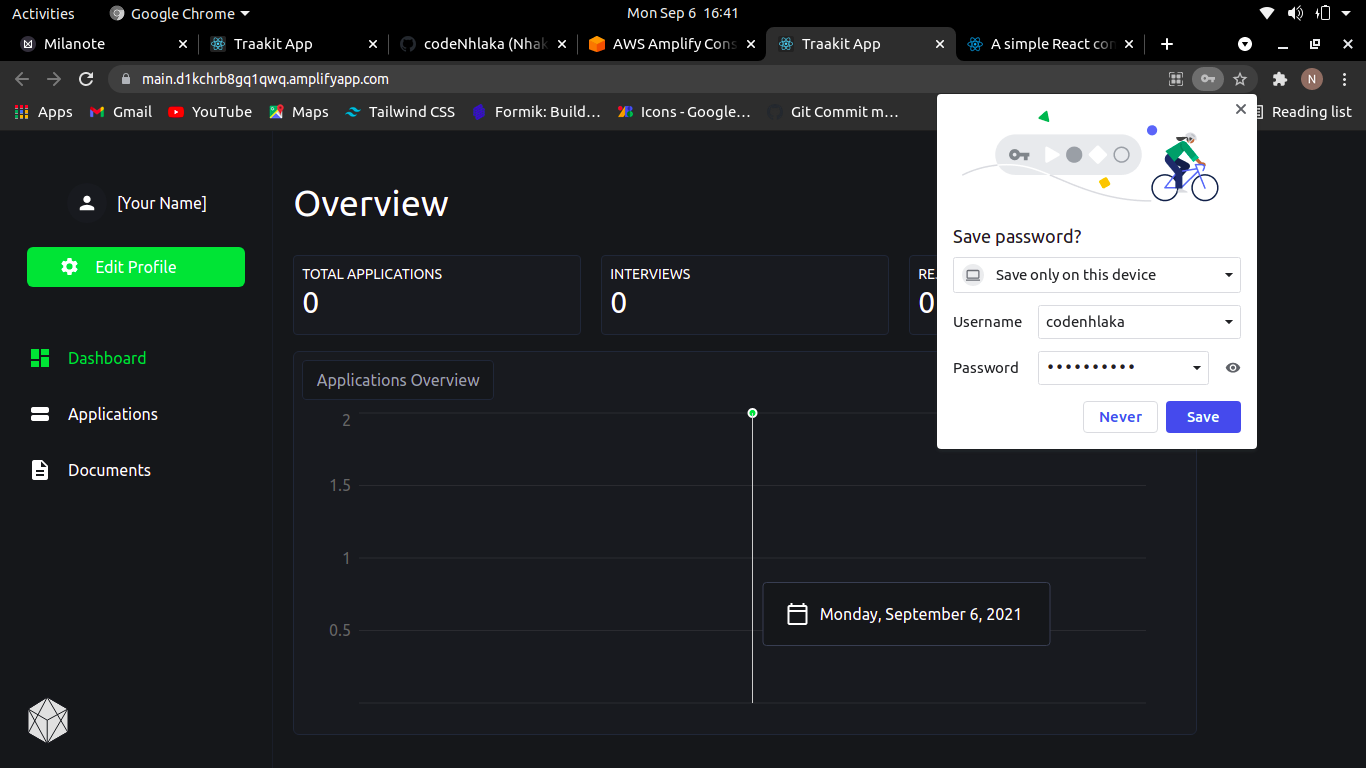 Activities Google Chrome Mon Sep 6 16:41
Milanote Traakit App codeNhlaka (Nhak AWS Amplify Cons Traakit App A simple React con
main.d1kchrb8gq1qwq.amplifyapp.com N
Apps Gmail YouTube Maps Tailwind CSS Formik: Build... Icons - Google... Git Commit m... Reading list
[Your Name]
Edit Profile
Dashboard
Applications
Documents
Overview
TOTAL APPLICATIONS
0
INTERVIEWS
0
RE
0
Applications Overview
2
1.5
1
0.5
Monday, September 6, 2021
Save password?
Save only on this device
Username codenhlaka
Password ••••••••••
Never Save